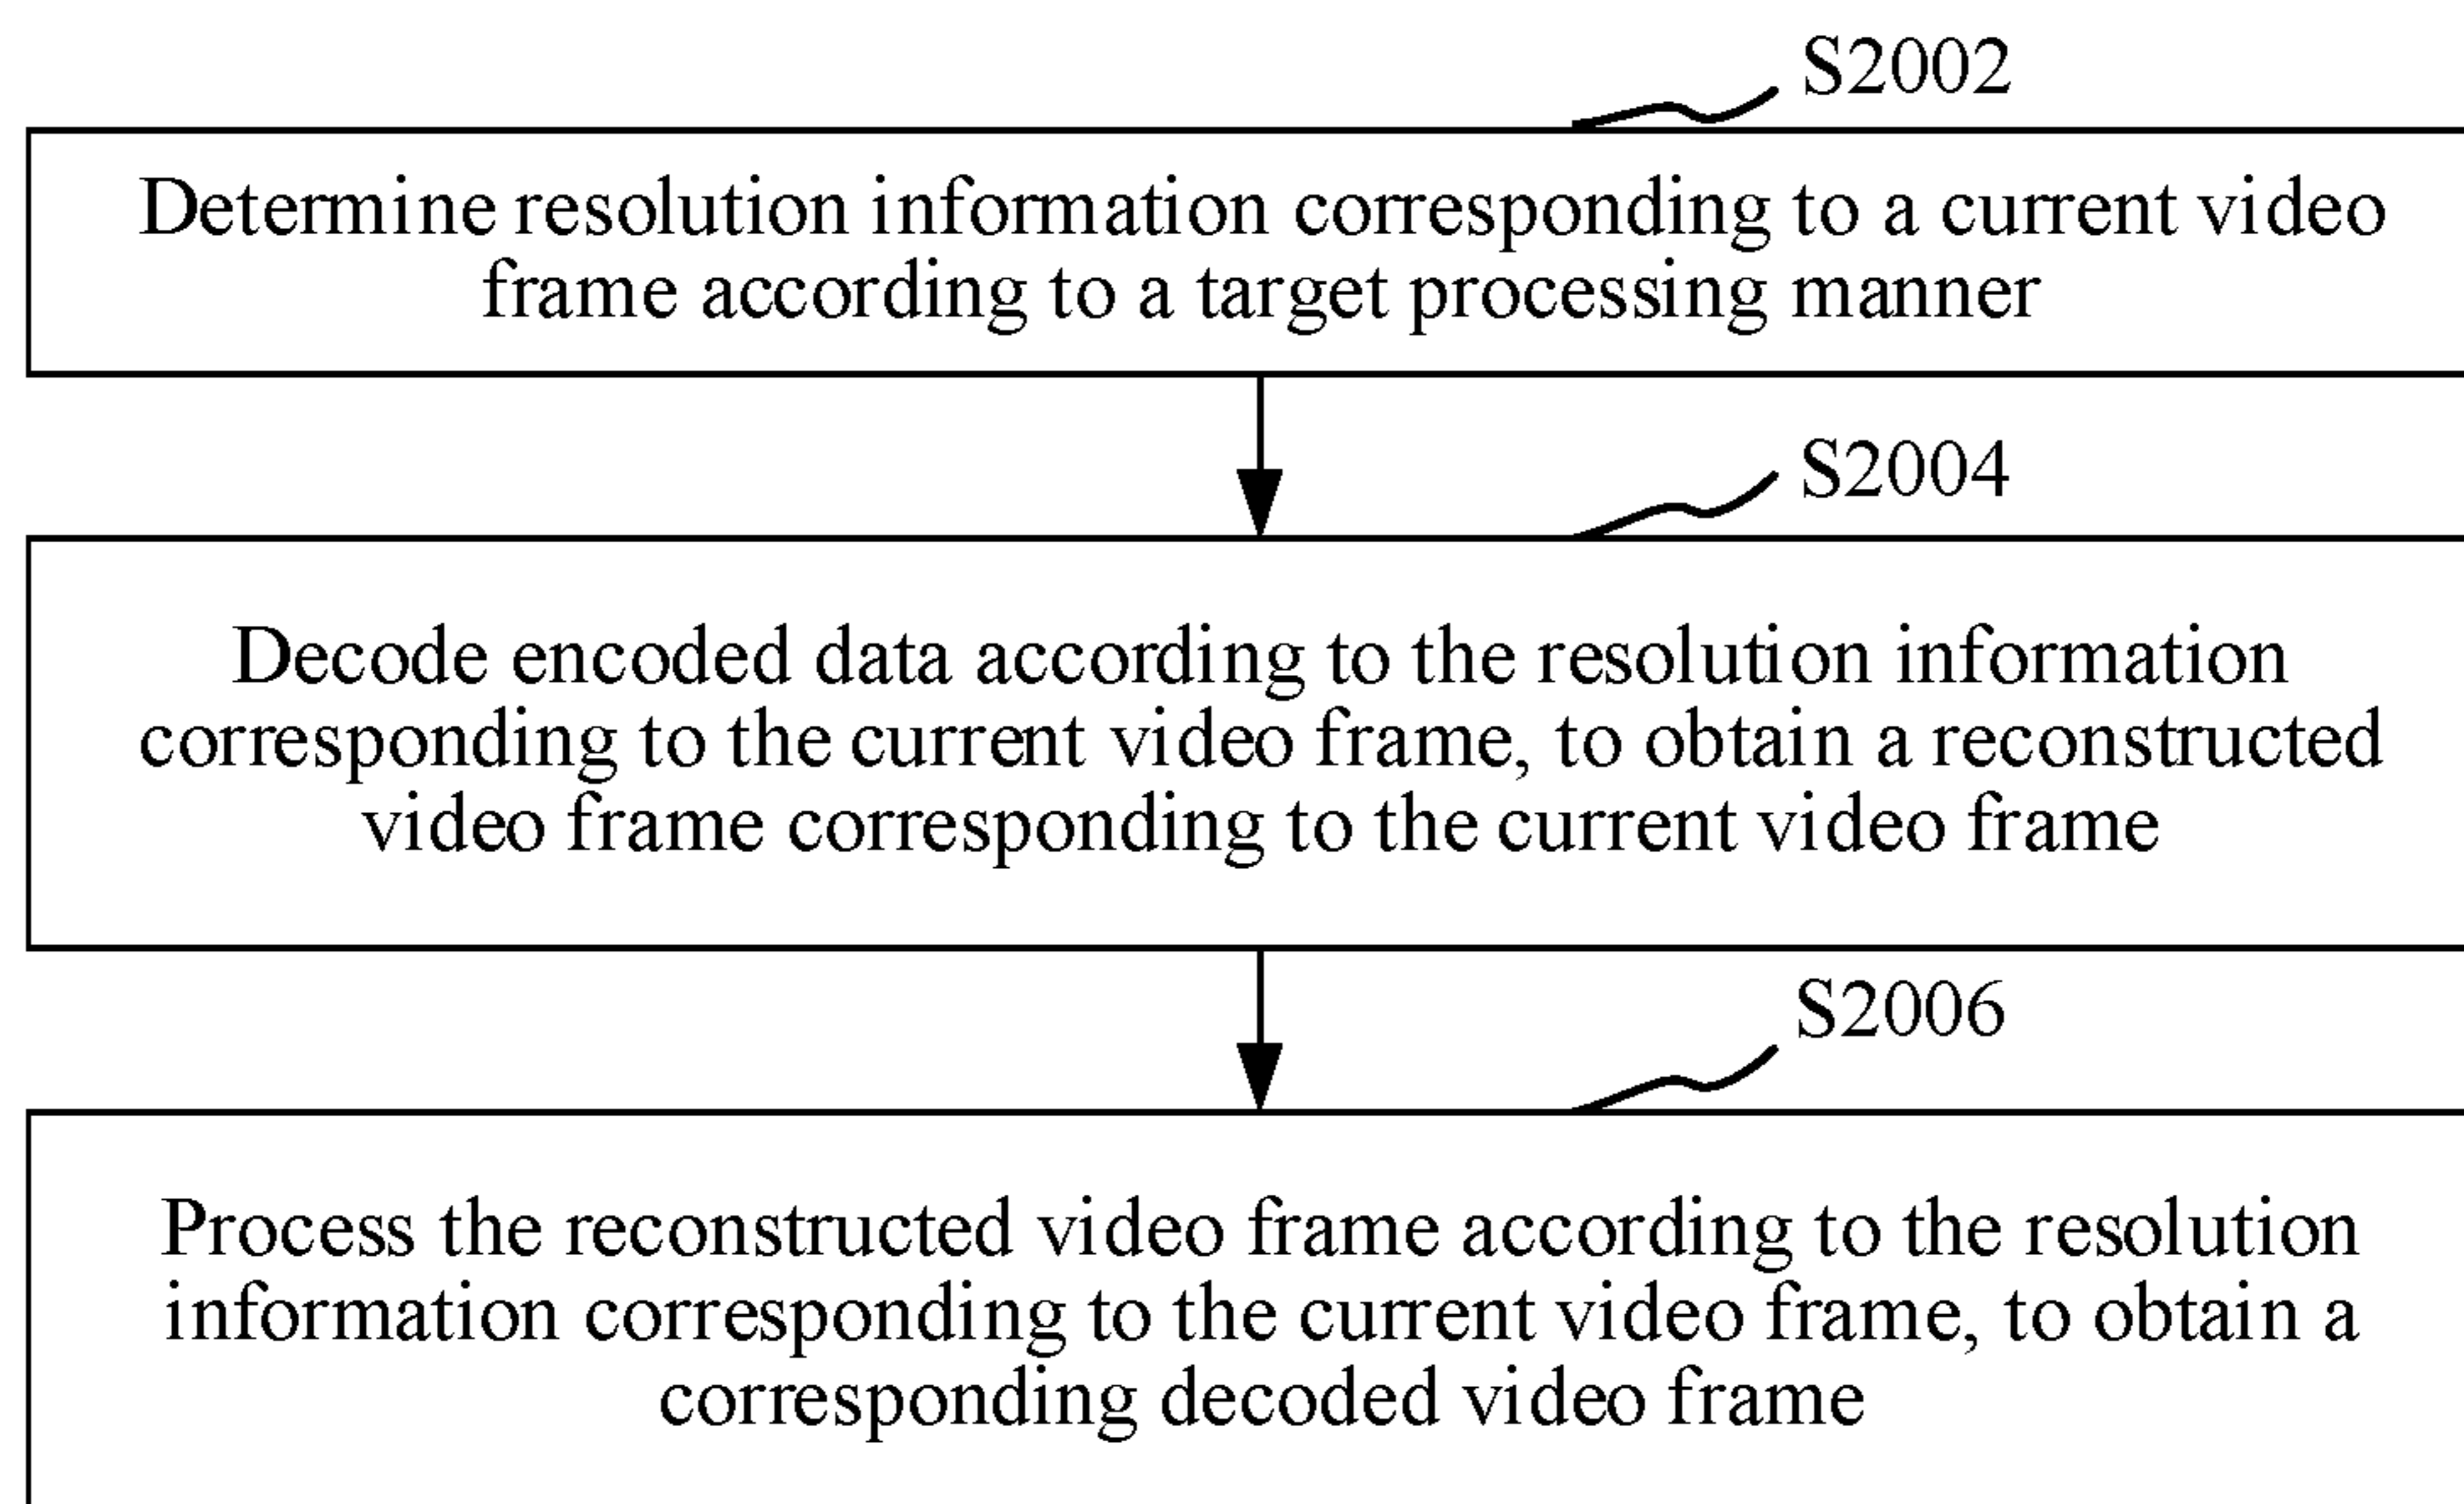 S2002
Determine resolution information corresponding to a current video
frame according to a target processing manner
S2004
Decode encoded data according to the resolution information
corresponding to the current video frame, to obtain a reconstructed
video frame corresponding to the current video frame
S2006
Process the reconstructed video frame according to the resolution
information corresponding to the current video frame, to obtain a
corresponding decoded video frame